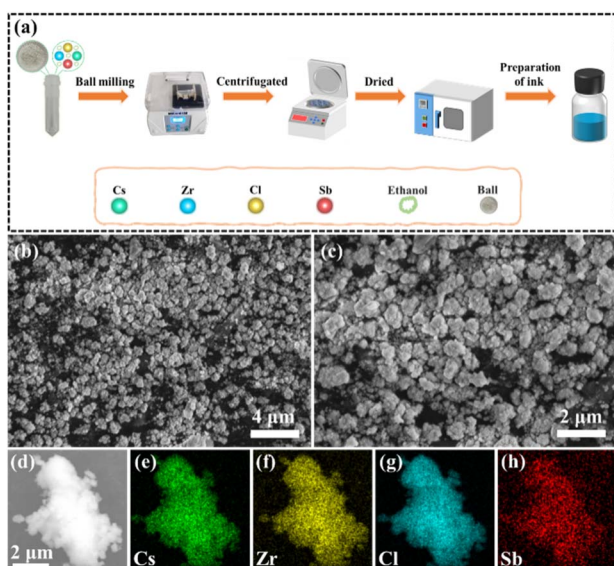 (a)
Ball milling
Centrifugated
Dried
Preparation
of ink
Cs
Zr
Cl
Sb
Ethanol
Ball
(b)
4 μm
(c)
2 μm
(d)
2 μm
(e)
Cs
(f)
Zr
(g)
Cl
(h)
Sb